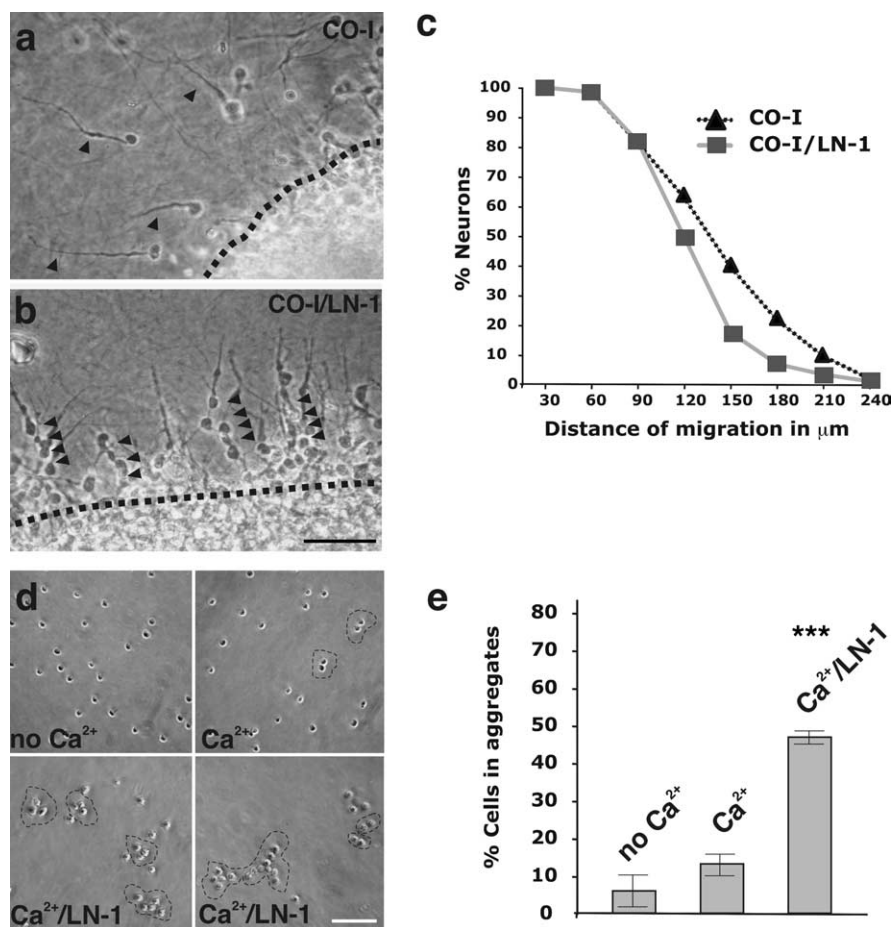 a
CO-I
b
CO-I/LN-1
c
% Neurons
100
90
80
70
60
50
40
30
20
10
0
30 60 90 120 150 180 210 240
Distance of migration in μm
CO-I
CO-I/LN-1
d
no Ca²⁺
Ca²⁺
Ca²⁺/LN-1
Ca²⁺/LN-1
e
% Cells in aggregates
80
70
60
50
40
30
20
10
0
no Ca²⁺
Ca²⁺
***
Ca²⁺/LN-1